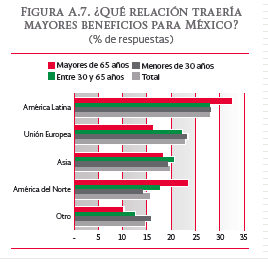 FIGURA A.7. ¿QUÉ RELACIÓN TRAERÍA
MAYORES BENEFICIOS PARA MÉXICO?
(% de respuestas)
Mayores de 65 años
Menores de 30 años
Entre 30 y 65 años
Total
América Latina
Unión Europea
Asia
América del Norte
Otro
- 5 10 15 20 25 30 35